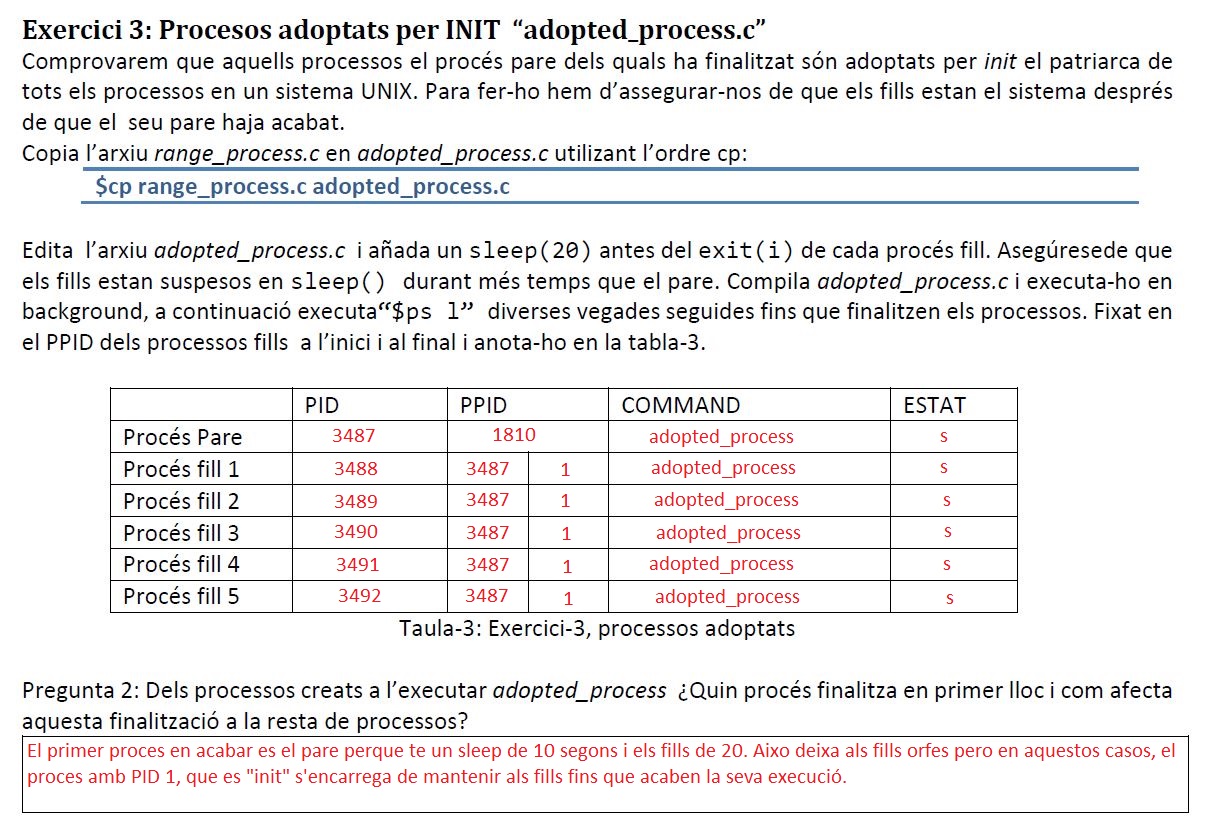 Exercici 3: Procesos adoptats per INIT “adopted_process.c”
Comprovarem que aquells processos el procés pare dels quals ha finalitzat són adoptats per init el patriarca de
tots els processos en un sistema UNIX. Para fer-ho hem d’assegurar-nos de que els fills estan el sistema després
de que el seu pare haja acabat.
Copia l’arxiu range_process.c en adopted_process.c utilizant l’ordre cp:
$cp range_process.c adopted_process.c
Edita l’arxiu adopted_process.c i añada un sleep(20) antes del exit(i) de cada procés fill. Asegúresede que
els fills estan suspesos en sleep() durant més temps que el pare. Compila adopted_process.c i executa-ho en
background, a continuació executa“$ps l” diverses vegades seguides fins que finalitzen els processos. Fixat en
el PPID dels processos fills a l’inici i al final i anota-ho en la tabla-3.
PID PPID COMMAND ESTAT
Procés Pare 3487 1810 adopted_process s
Procés fill 1 3488 3487 1 adopted_process s
Procés fill 2 3489 3487 1 adopted_process s
Procés fill 3 3490 3487 1 adopted_process s
Procés fill 4 3491 3487 1 adopted_process s
Procés fill 5 3492 3487 1 adopted_process s
Taula-3: Exercici-3, processos adoptats
Pregunta 2: Dels processos creats a l’executar adopted_process ¿Quin procés finalitza en primer lloc i com afecta
aquesta finalització a la resta de processos?
El primer proces en acabar es el pare perque te un sleep de 10 segons i els fills de 20. Aixo deixa als fills orfes pero en aquestos casos, el
proces amb PID 1, que es "init" s'encarrega de mantenir als fills fins que acaben la seva execució.